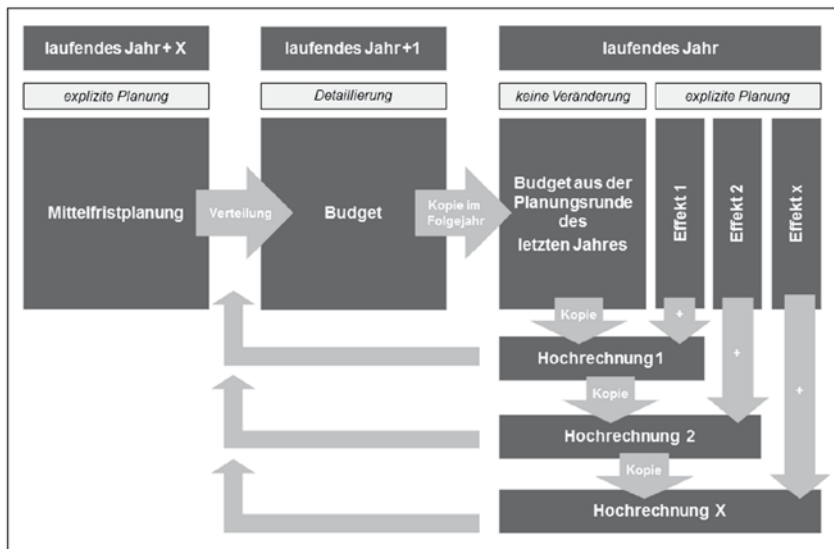 laufendes Jahr + X
laufendes Jahr +1
laufendes Jahr
explizite Planung
Detaillierung
keine Veränderung
explizite Planung
Mittelfristplanung
Verteilung
Budget
Kopie im
Folgejahr
Budget aus der
Planungsrunde
des
letzten Jahres
Effekt 1
Effekt 2
Effekt x
Kopie
+
Hochrechnung 1
+
+
Kopie
Hochrechnung 2
Kopie
Hochrechnung X